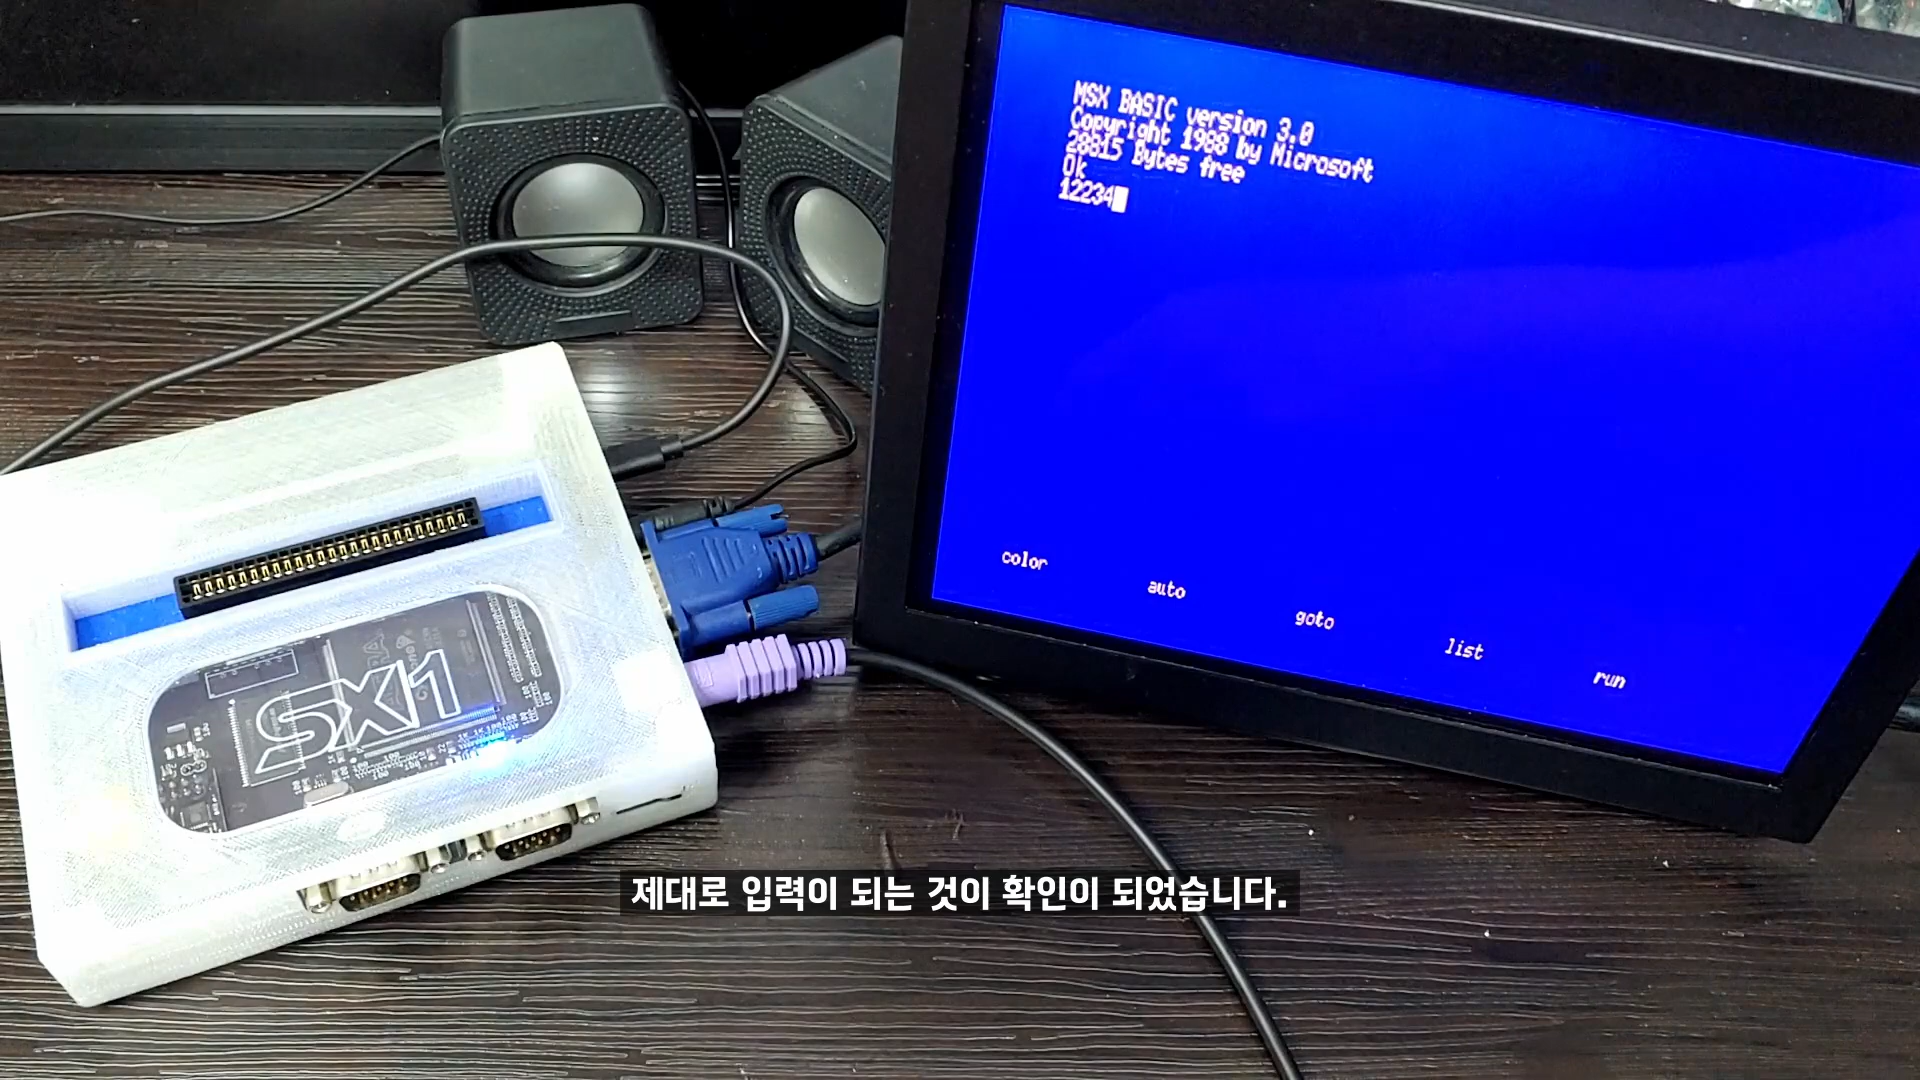 MSX BASIC version 3.0
Copyright 1988 by Microsoft
28815 Bytes free
Ok
12234
color auto goto list run
SX1
제대로 입력이 되는 것이 확인이 되었습니다.